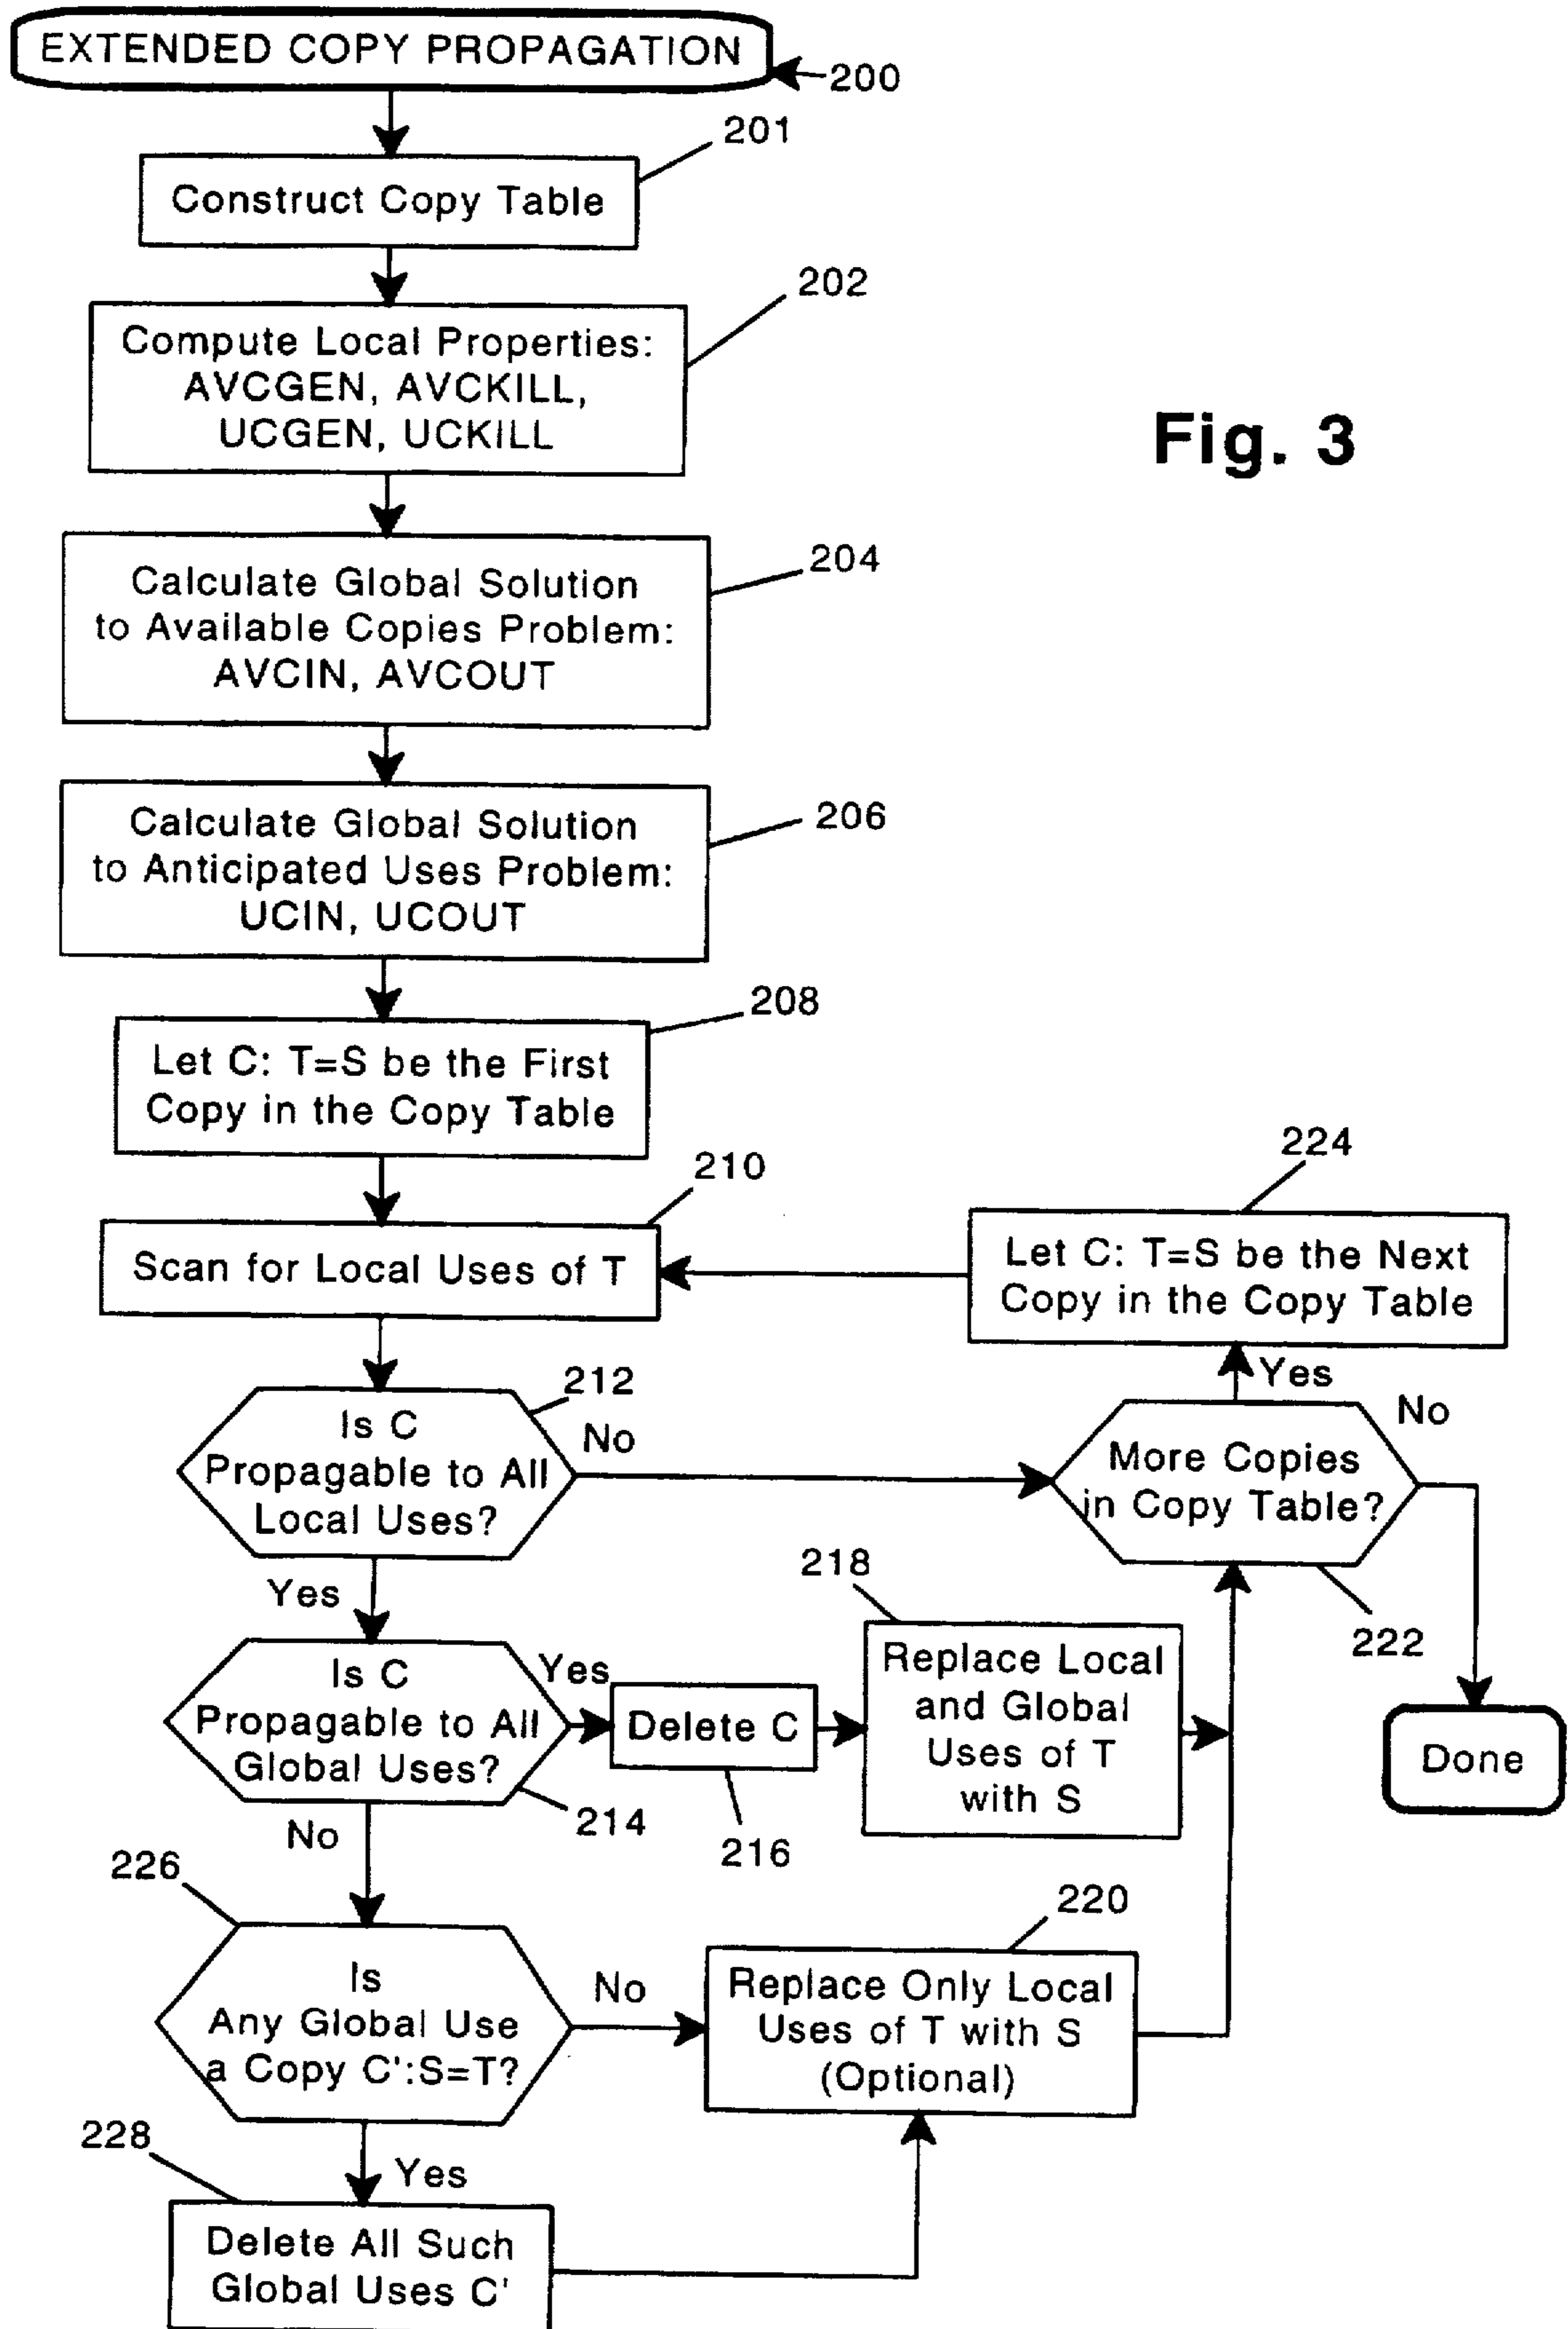 EXTENDED COPY PROPAGATION
200
201
Construct Copy Table
202
Compute Local Properties:
AVCGEN, AVCKILL,
UCGEN, UCKILL
Fig. 3
204
Calculate Global Solution
to Available Copies Problem:
AVCIN, AVCOUT
206
Calculate Global Solution
to Anticipated Uses Problem:
UCIN, UCOUT
208
Let C: T=S be the First
Copy in the Copy Table
210
Scan for Local Uses of T
224
Let C: T=S be the Next
Copy in the Copy Table
212
Is C
Propagable to All
Local Uses?
No
Yes
Yes
No
More Copies
in Copy Table?
222
Done
Is C
Propagable to All
Global Uses?
214
Yes
No
Delete C
216
218
Replace Local
and Global
Uses of T
with S
226
Is
Any Global Use
a Copy C':S=T?
No
Yes
220
Replace Only Local
Uses of T with S
(Optional)
228
Delete All Such
Global Uses C'